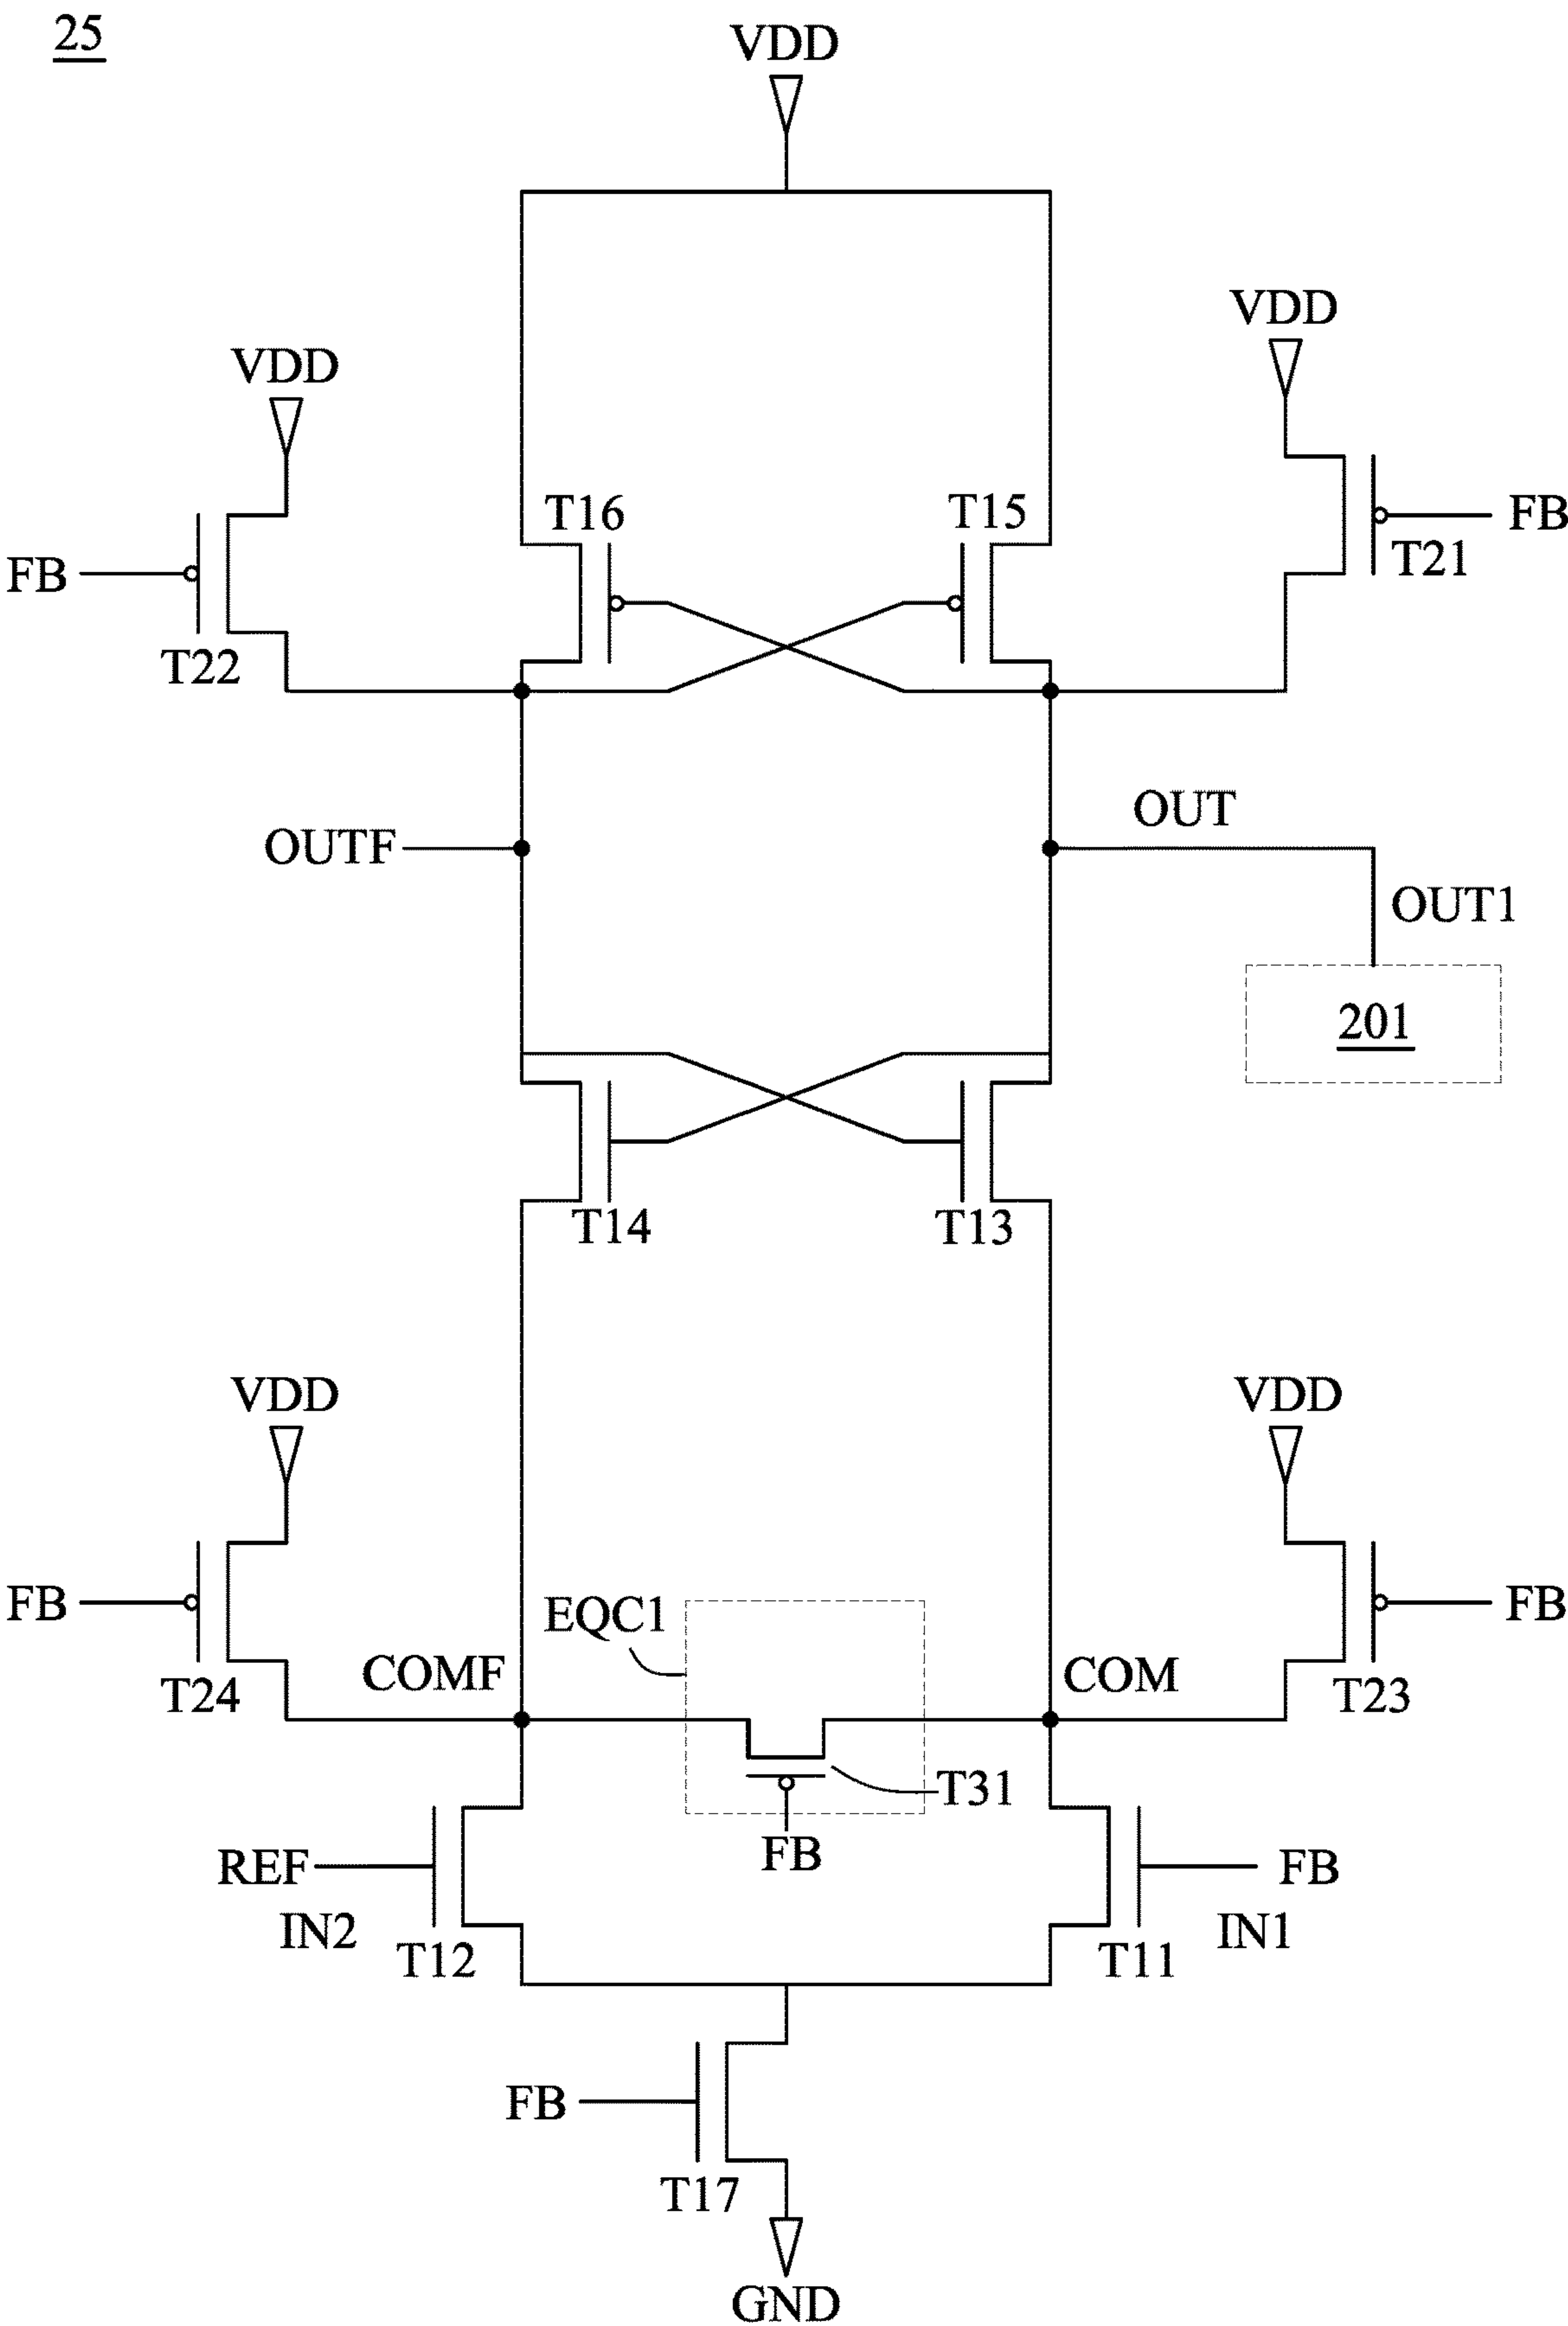 25
VDD
VDD
VDD
T16
T15
FB
T21
FB
T22
OUT
OUTF
OUT1
201
T14
T13
VDD
VDD
FB
EQC1
FB
T24
COMF
COM
T23
T31
FB
REF
FB
IN2
IN1
T12
T11
FB
T17
GND